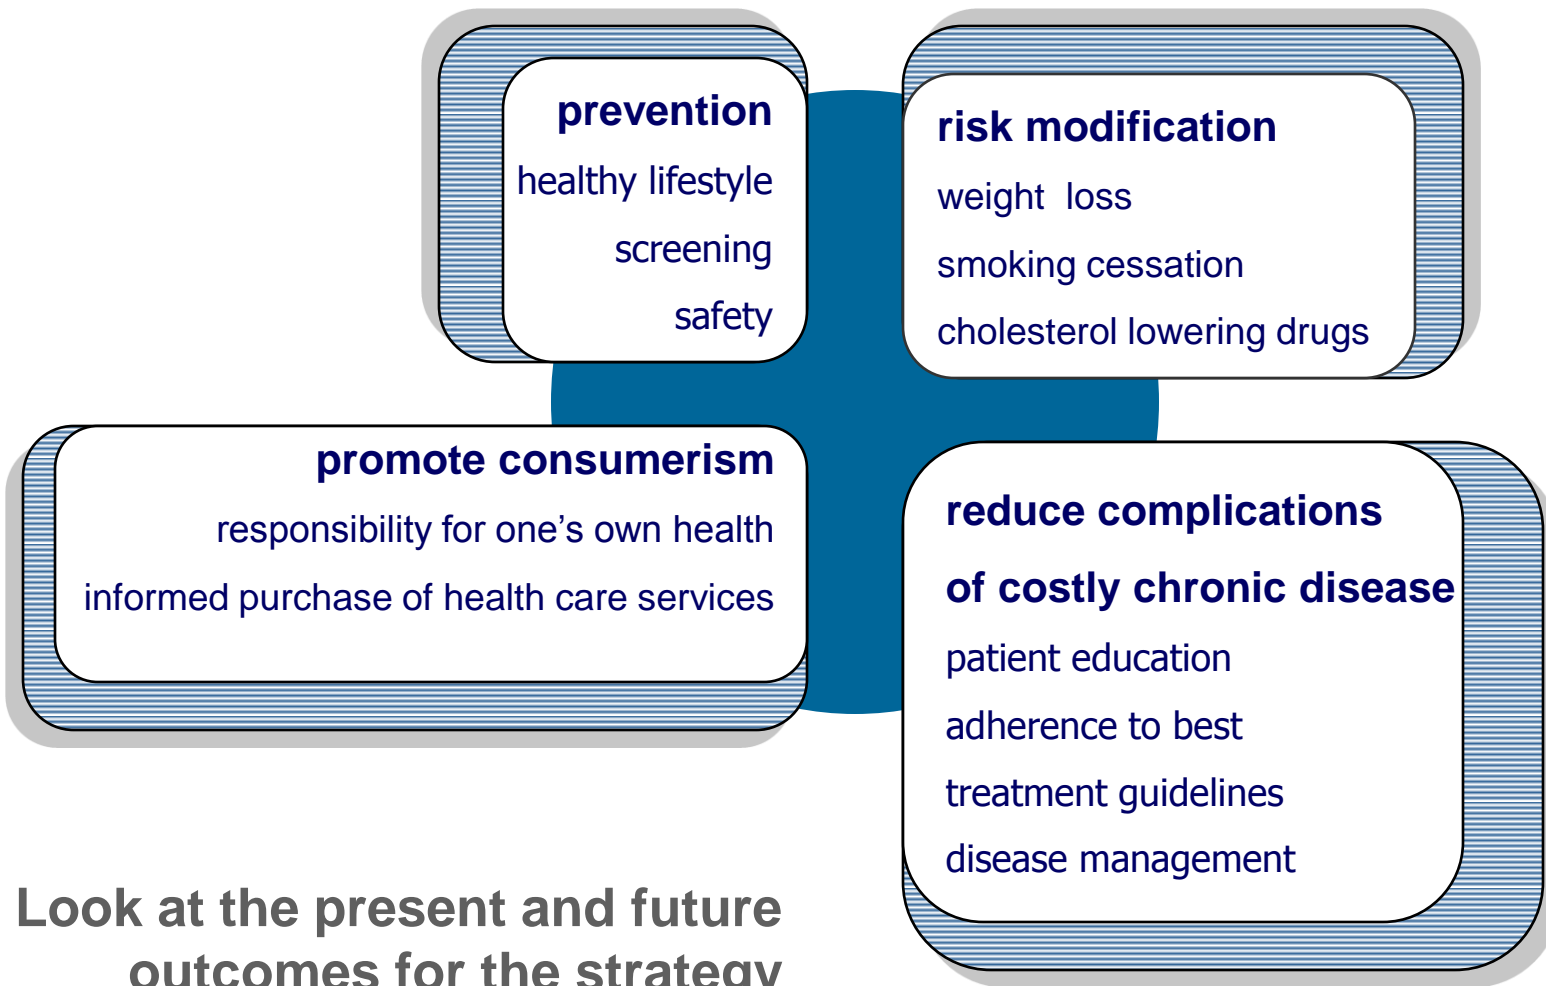 prevention
healthy lifestyle
screening
safety
risk modification
weight loss
smoking cessation
cholesterol lowering drugs
promote consumerism
responsibility for one’s own health
informed purchase of health care services
reduce complications
of costly chronic disease
patient education
adherence to best
treatment guidelines
disease management
Look at the present and future
outcomes for the strategy